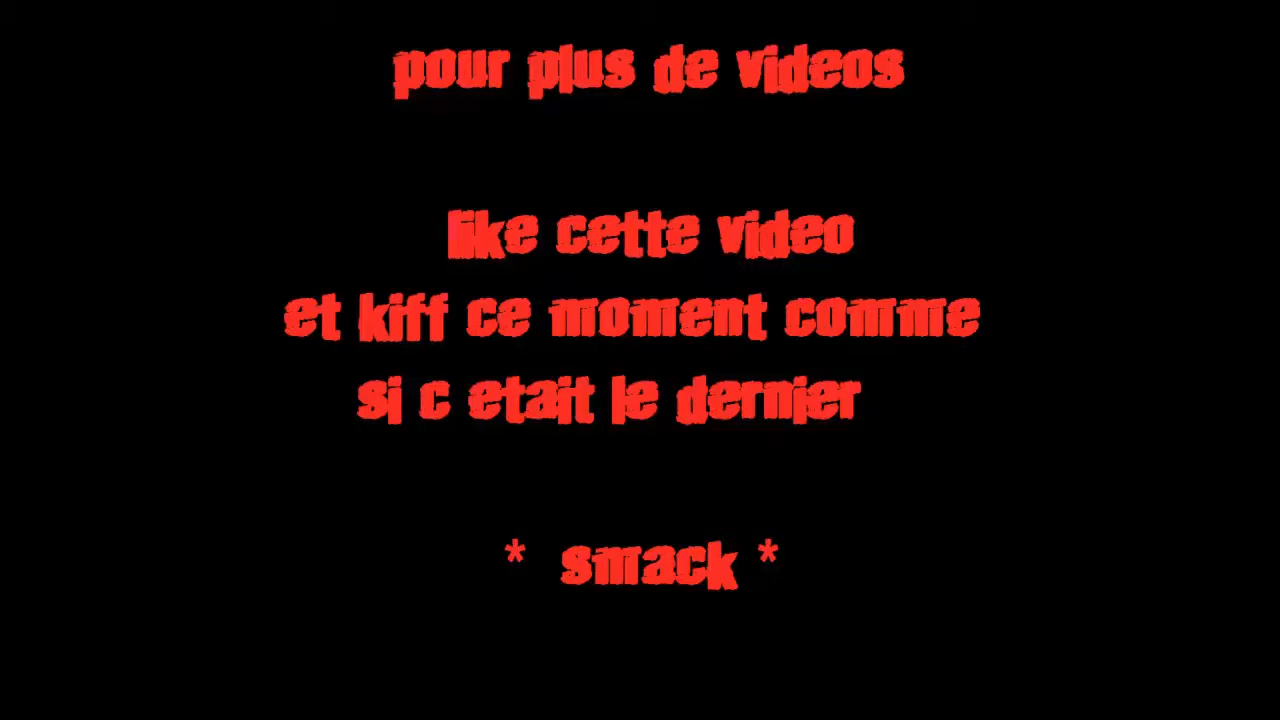 pour plus de videos
like cette video
et kiff ce moment comme
si c etait le dernier
* smack *